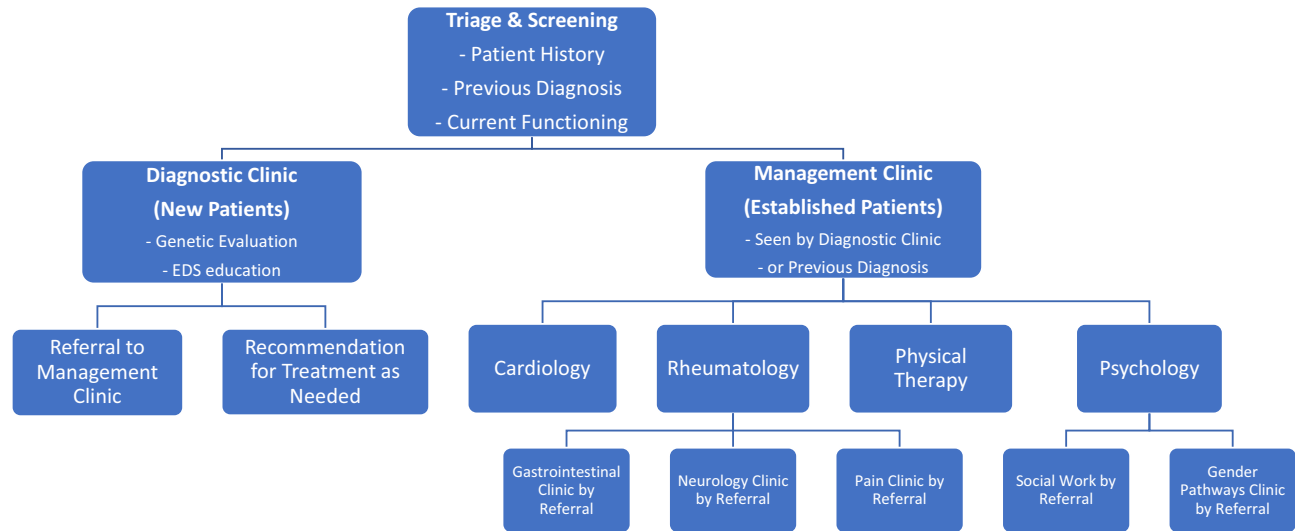 Triage & Screening
- Patient History
- Previous Diagnosis
- Current Functioning
Diagnostic Clinic
(New Patients)
- Genetic Evaluation
- EDS education
Management Clinic
(Established Patients)
- Seen by Diagnostic Clinic
- or Previous Diagnosis
Referral to
Management
Clinic
Recommendation
for Treatment as
Needed
Cardiology
Rheumatology
Physical
Therapy
Psychology
Gastrointestinal
Clinic by
Referral
Neurology Clinic
by Referral
Pain Clinic by
Referral
Social Work by
Referral
Gender
Pathways Clinic
by Referral